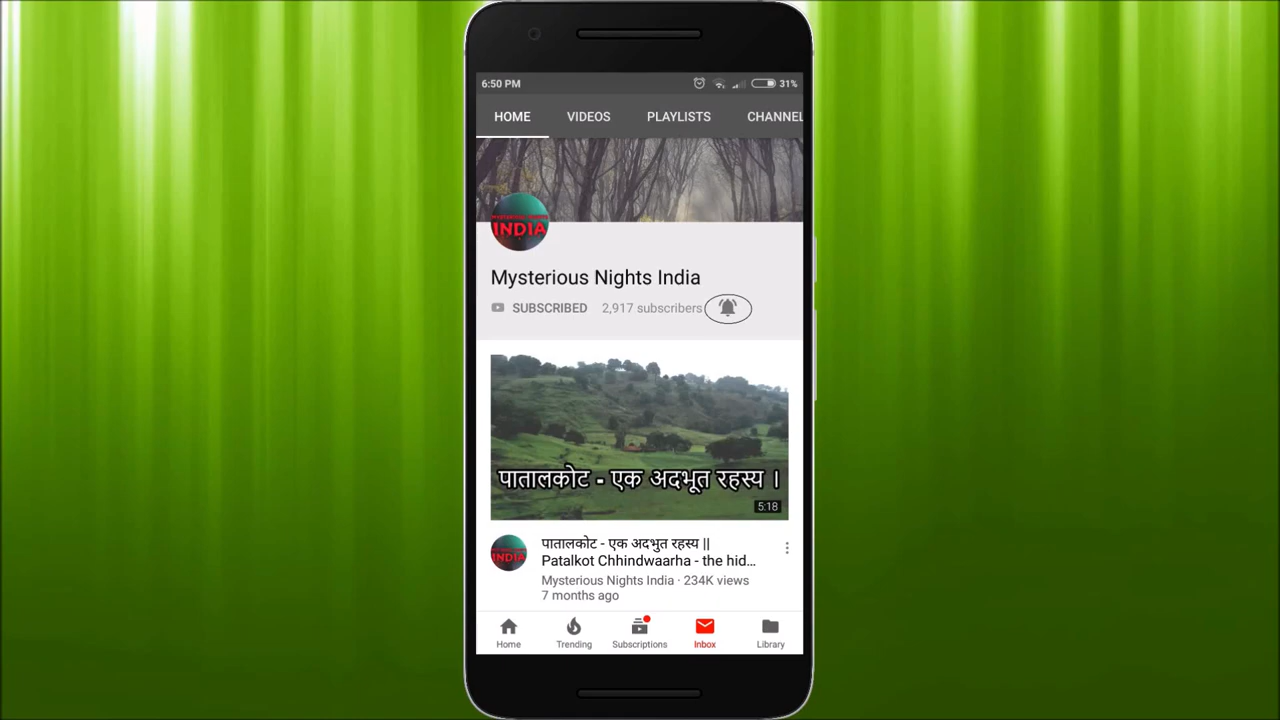 6:50 PM
31%
HOME VIDEOS PLAYLISTS CHANNEL
INDIA
Mysterious Nights India
SUBSCRIBED 2,917 subscribers
पातालकोट - एक अदभूत रहस्य ।
5:18
INDIA
पातालकोट - एक अदभुत रहस्य ||
Patalkot Chhindwaarha - the hid...
Mysterious Nights India · 234K views
7 months ago
Home Trending Subscriptions Inbox Library